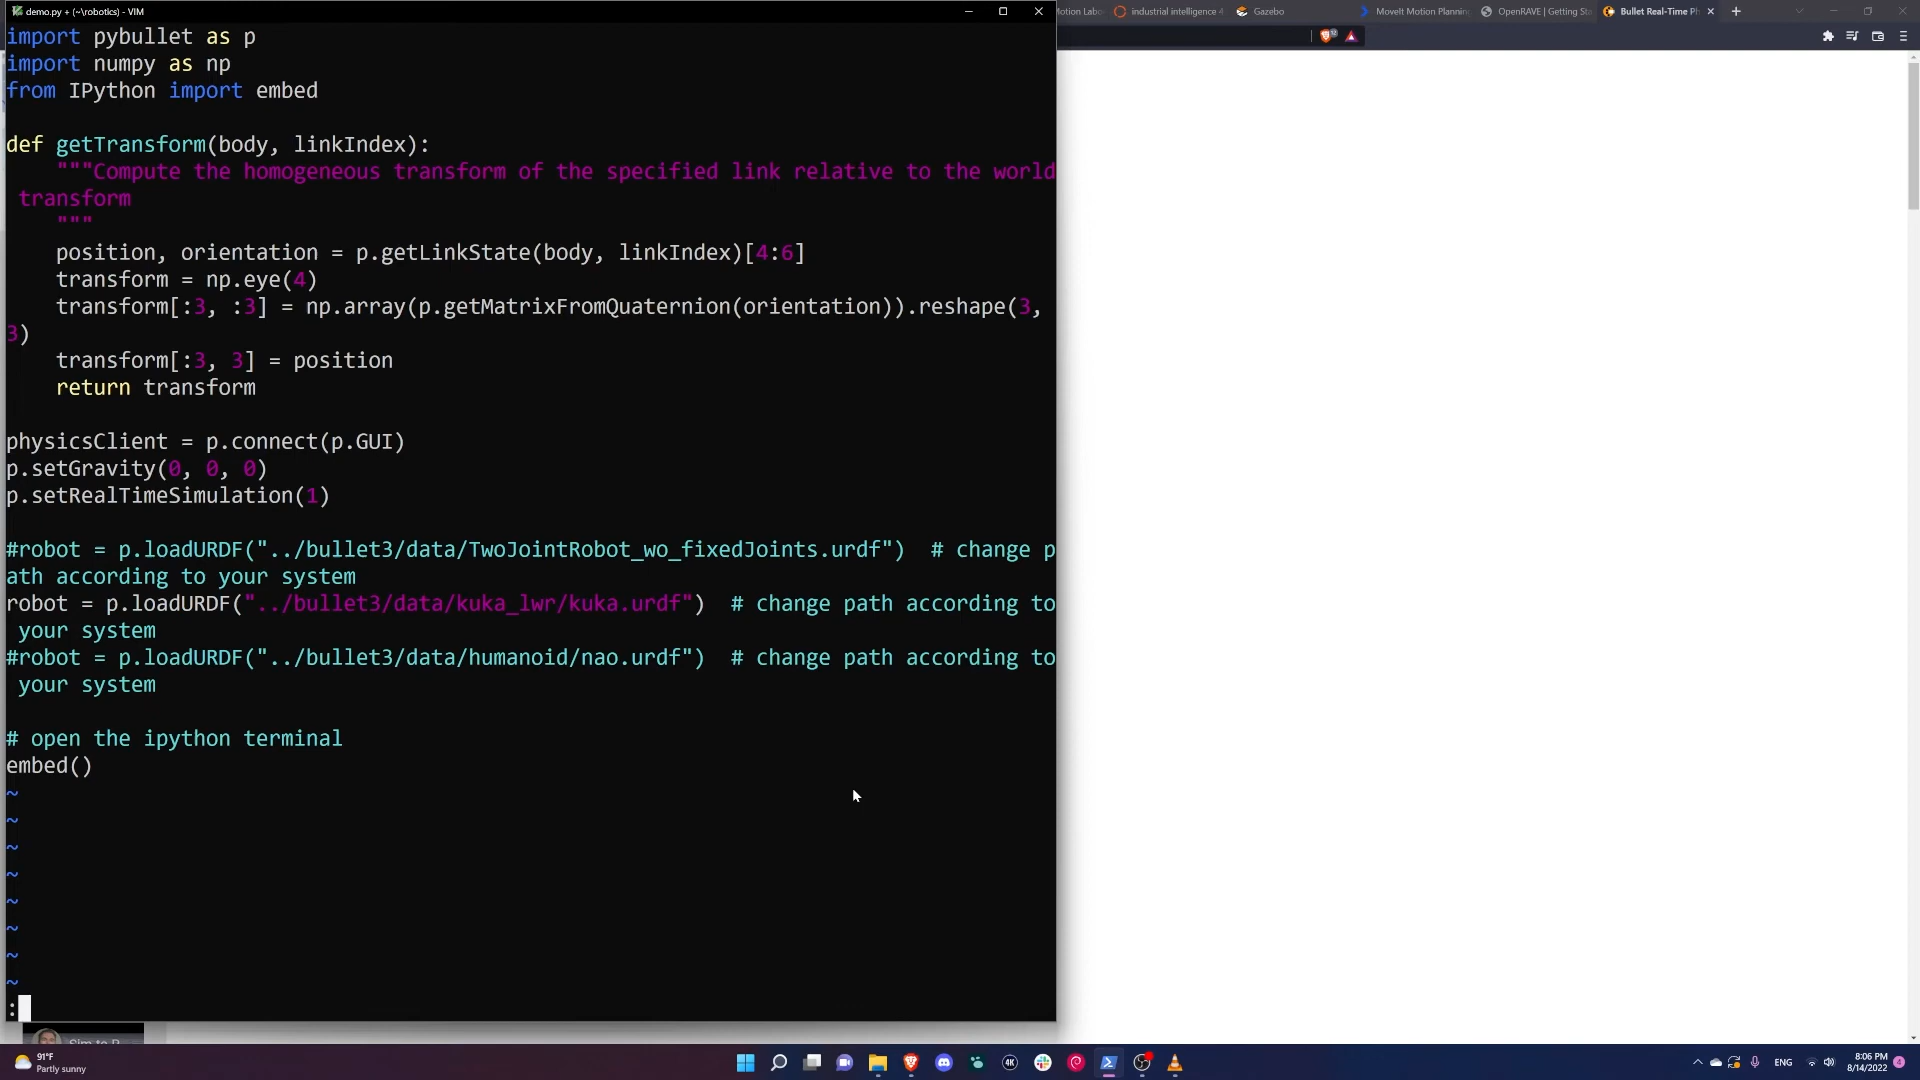 demo.py + (~\robotics) - VIM
industrial intelligence 4
Gazebo
MoveIt Motion Planning
OpenRAVE | Getting Sta
Bullet Real-Time Ph
import pybullet as p
import numpy as np
from IPython import embed
def getTransform(body, linkIndex):
"""Compute the homogeneous transform of the specified link relative to the world
transform
"""
position, orientation = p.getLinkState(body, linkIndex)[4:6]
transform = np.eye(4)
transform[:3, :3] = np.array(p.getMatrixFromQuaternion(orientation)).reshape(3,
3)
transform[:3, 3] = position
return transform
physicsClient = p.connect(p.GUI)
p.setGravity(0, 0, 0)
p.setRealTimeSimulation(1)
#robot = p.loadURDF("../bullet3/data/TwoJointRobot_wo_fixedJoints.urdf")  # change p
ath according to your system
robot = p.loadURDF("../bullet3/data/kuka_lwr/kuka.urdf")  # change path according to
your system
#robot = p.loadURDF("../bullet3/data/humanoid/nao.urdf")  # change path according to
your system
# open the ipython terminal
embed()
~
~
~
~
~
~
~
~
:
91°F
Partly sunny
4K
ENG
8:06 PM
8/14/2022
4